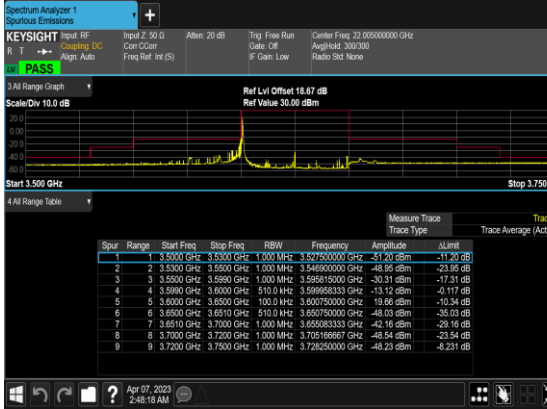 Spectrum Analyzer 1
Spurious Emissions
KEYSIGHT Input: RF Input Z: 50 Ω Atten: 20 dB Trig: Free Run Center Freq: 22.005000000 GHz
R T Coupling: DC Corr CCorr Gate: Off Avg|Hold: 300/300
Align: Auto Freq Ref: Int (S) IF Gain: Low Radio Std: None
PASS
3 All Range Graph
Ref Lvl Offset 18.67 dB
Scale/Div 10.0 dB Ref Value 30.00 dBm
20.0
0.00
-20.0
-40.0
-60.0
Start 3.500 GHz Stop 3.750
4 All Range Table
Measure Trace Trac
Trace Type Trace Average (Act
Spur Range Start Freq Stop Freq RBW Frequency Amplitude ΔLimit
1 1 3.5000 GHz 3.5300 GHz 1.000 MHz 3.527500000 GHz -51.20 dBm -11.20 dB
2 2 3.5300 GHz 3.5500 GHz 1.000 MHz 3.546900000 GHz -48.95 dBm -23.95 dB
3 3 3.5500 GHz 3.5990 GHz 1.000 MHz 3.595815000 GHz -30.31 dBm -17.31 dB
4 4 3.5990 GHz 3.6000 GHz 510.0 kHz 3.599958333 GHz -13.12 dBm -0.117 dB
5 5 3.6000 GHz 3.6500 GHz 100.0 kHz 3.600750000 GHz 19.66 dBm -10.34 dB
6 6 3.6500 GHz 3.6510 GHz 510.0 kHz 3.650750000 GHz -48.03 dBm -35.03 dB
7 7 3.6510 GHz 3.7000 GHz 1.000 MHz 3.655083333 GHz -42.16 dBm -29.16 dB
8 8 3.7000 GHz 3.7200 GHz 1.000 MHz 3.705166667 GHz -48.54 dBm -23.54 dB
9 9 3.7200 GHz 3.7500 GHz 1.000 MHz 3.728250000 GHz -48.23 dBm -8.231 dB
Apr 07, 2023
2:48:18 AM